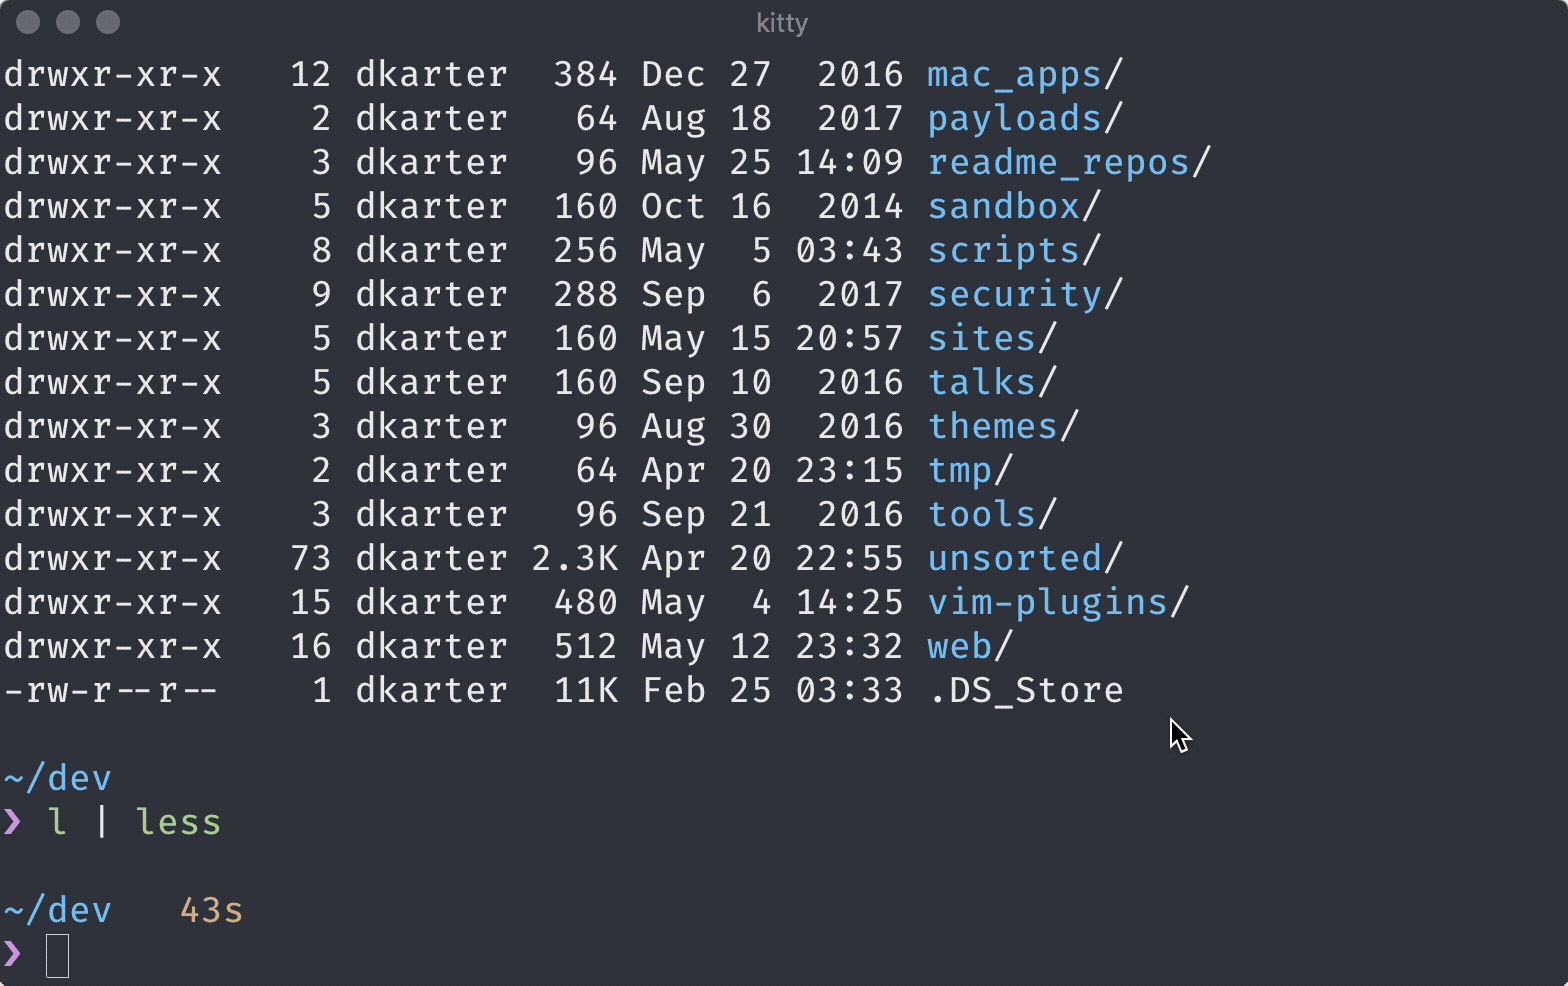 kitty
drwxr-xr-x   12 dkarter  384 Dec 27  2016 mac_apps/
drwxr-xr-x    2 dkarter   64 Aug 18  2017 payloads/
drwxr-xr-x    3 dkarter   96 May 25 14:09 readme_repos/
drwxr-xr-x    5 dkarter  160 Oct 16  2014 sandbox/
drwxr-xr-x    8 dkarter  256 May  5 03:43 scripts/
drwxr-xr-x    9 dkarter  288 Sep  6  2017 security/
drwxr-xr-x    5 dkarter  160 May 15 20:57 sites/
drwxr-xr-x    5 dkarter  160 Sep 10  2016 talks/
drwxr-xr-x    3 dkarter   96 Aug 30  2016 themes/
drwxr-xr-x    2 dkarter   64 Apr 20 23:15 tmp/
drwxr-xr-x    3 dkarter   96 Sep 21  2016 tools/
drwxr-xr-x   73 dkarter 2.3K Apr 20 22:55 unsorted/
drwxr-xr-x   15 dkarter  480 May  4 14:25 vim-plugins/
drwxr-xr-x   16 dkarter  512 May 12 23:32 web/
-rw-r--r--    1 dkarter  11K Feb 25 03:33 .DS_Store
~/dev
❯ l | less
~/dev   43s
❯